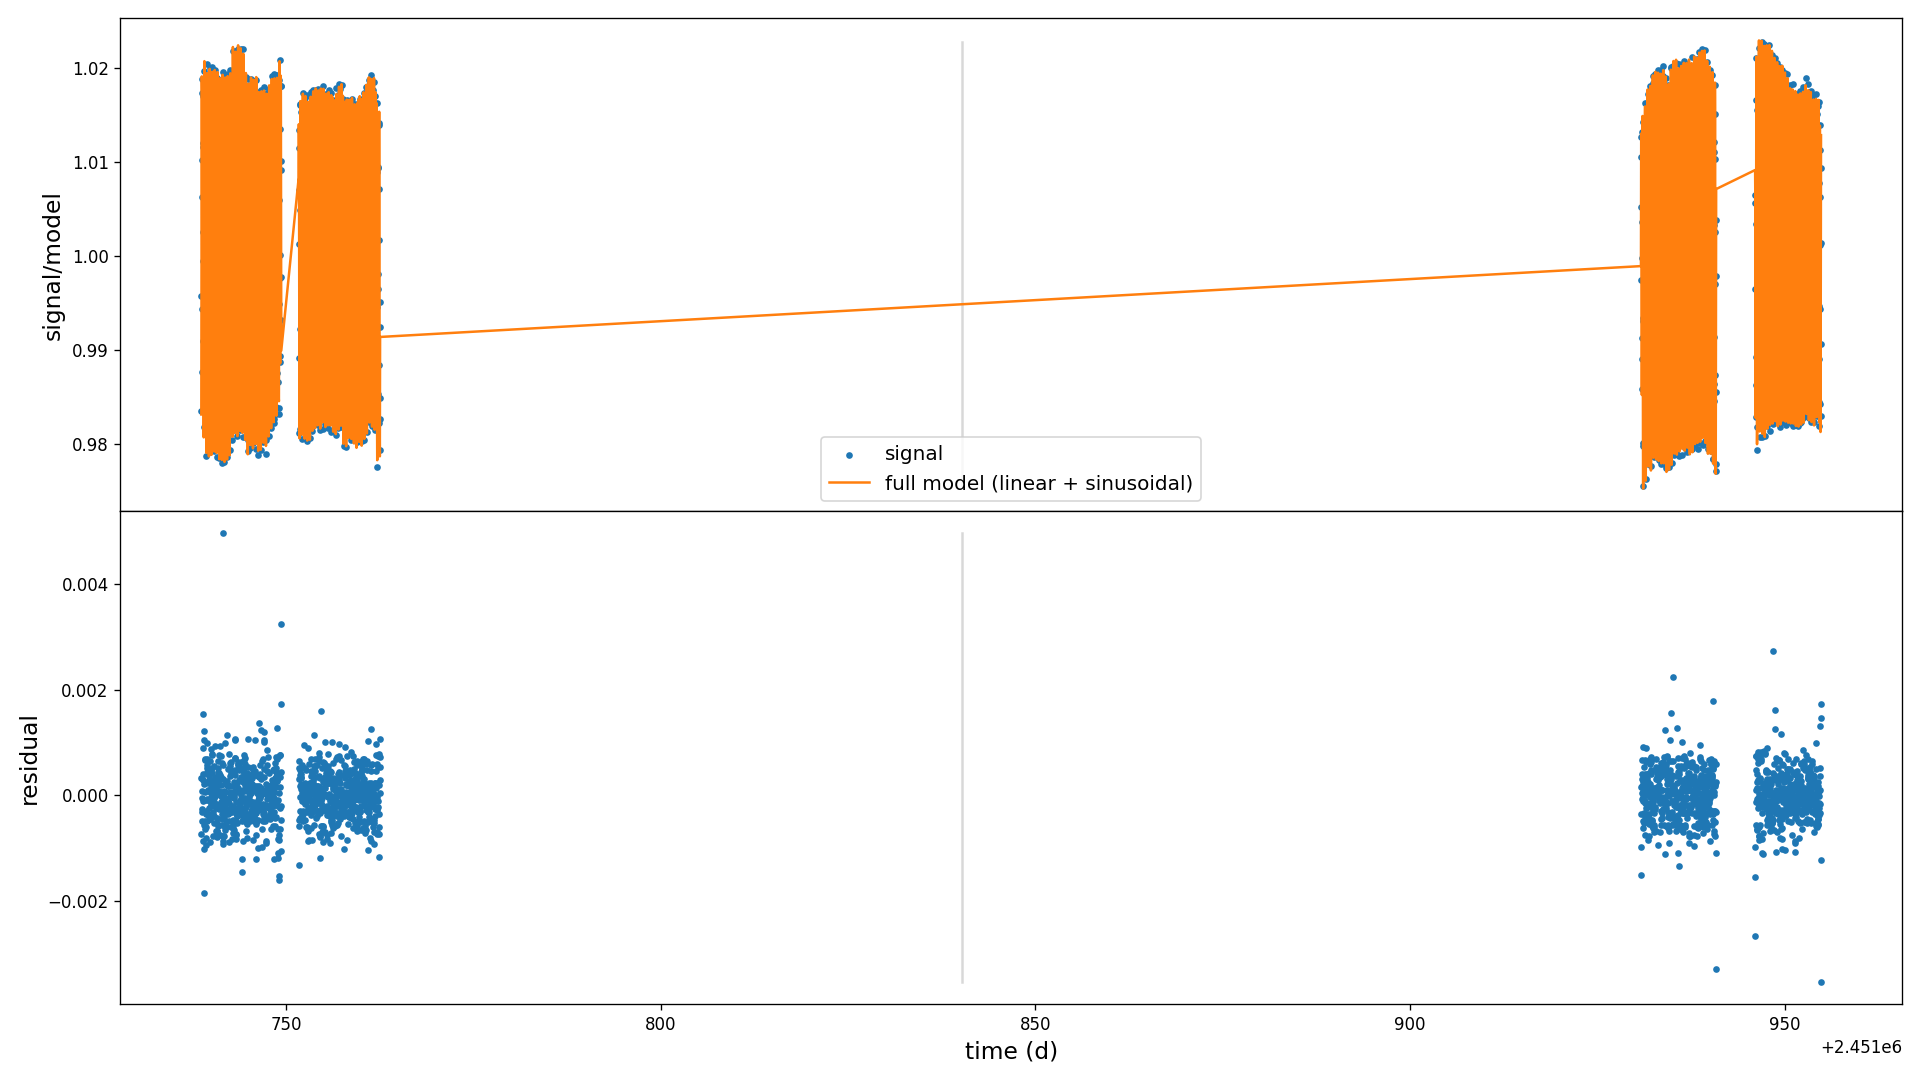 1.02
1.01
1.00
0.99
0.98
signal/model
signal
full model (linear + sinusoidal)
0.004
0.002
0.000
−0.002
residual
750
800
850
900
950
time (d)
+2.451e6